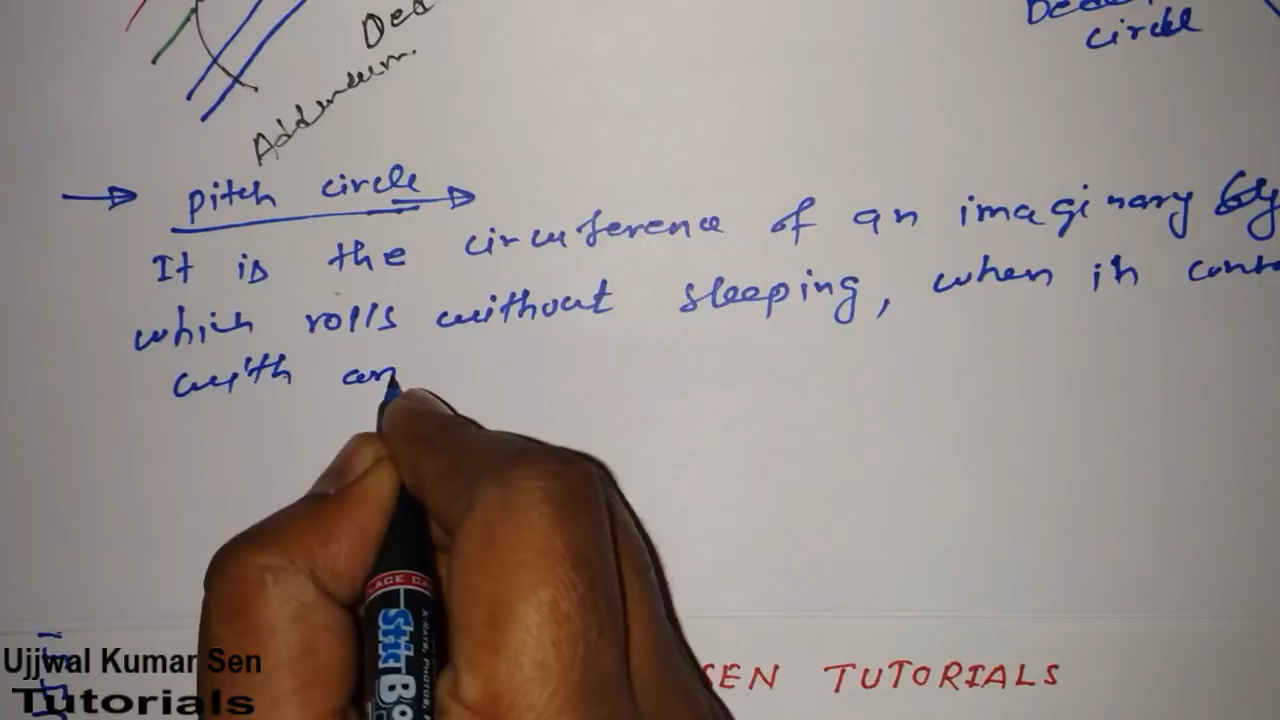 Ded
Addendum.
circle
→ pitch circle →
It is the circumference of an imaginary
which rolls without sleeping, when in
with an
SEN TUTORIALS
Ujjwal Kumar Sen
Tutorials